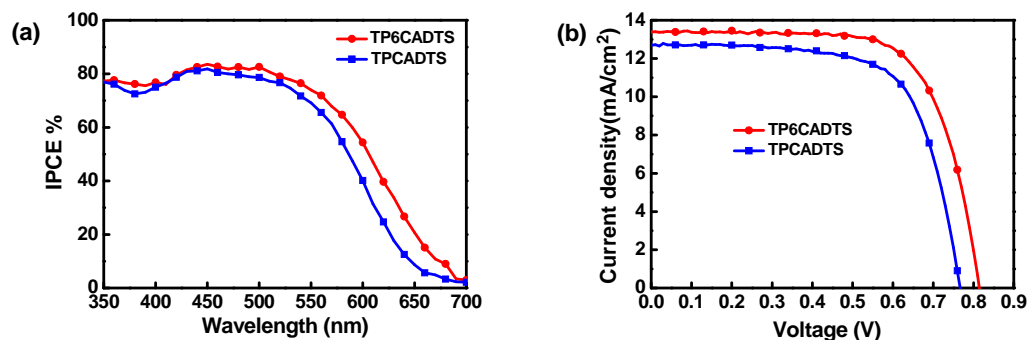 (a)
100
80
60
40
20
0
IPCE %
TP6CADTS
TPCADTS
350 400 450 500 550 600 650 700
Wavelength (nm)
(b)
14
12
10
8
6
4
2
0
Current density(mA/cm²)
TP6CADTS
TPCADTS
0.0 0.1 0.2 0.3 0.4 0.5 0.6 0.7 0.8 0.9
Voltage (V)